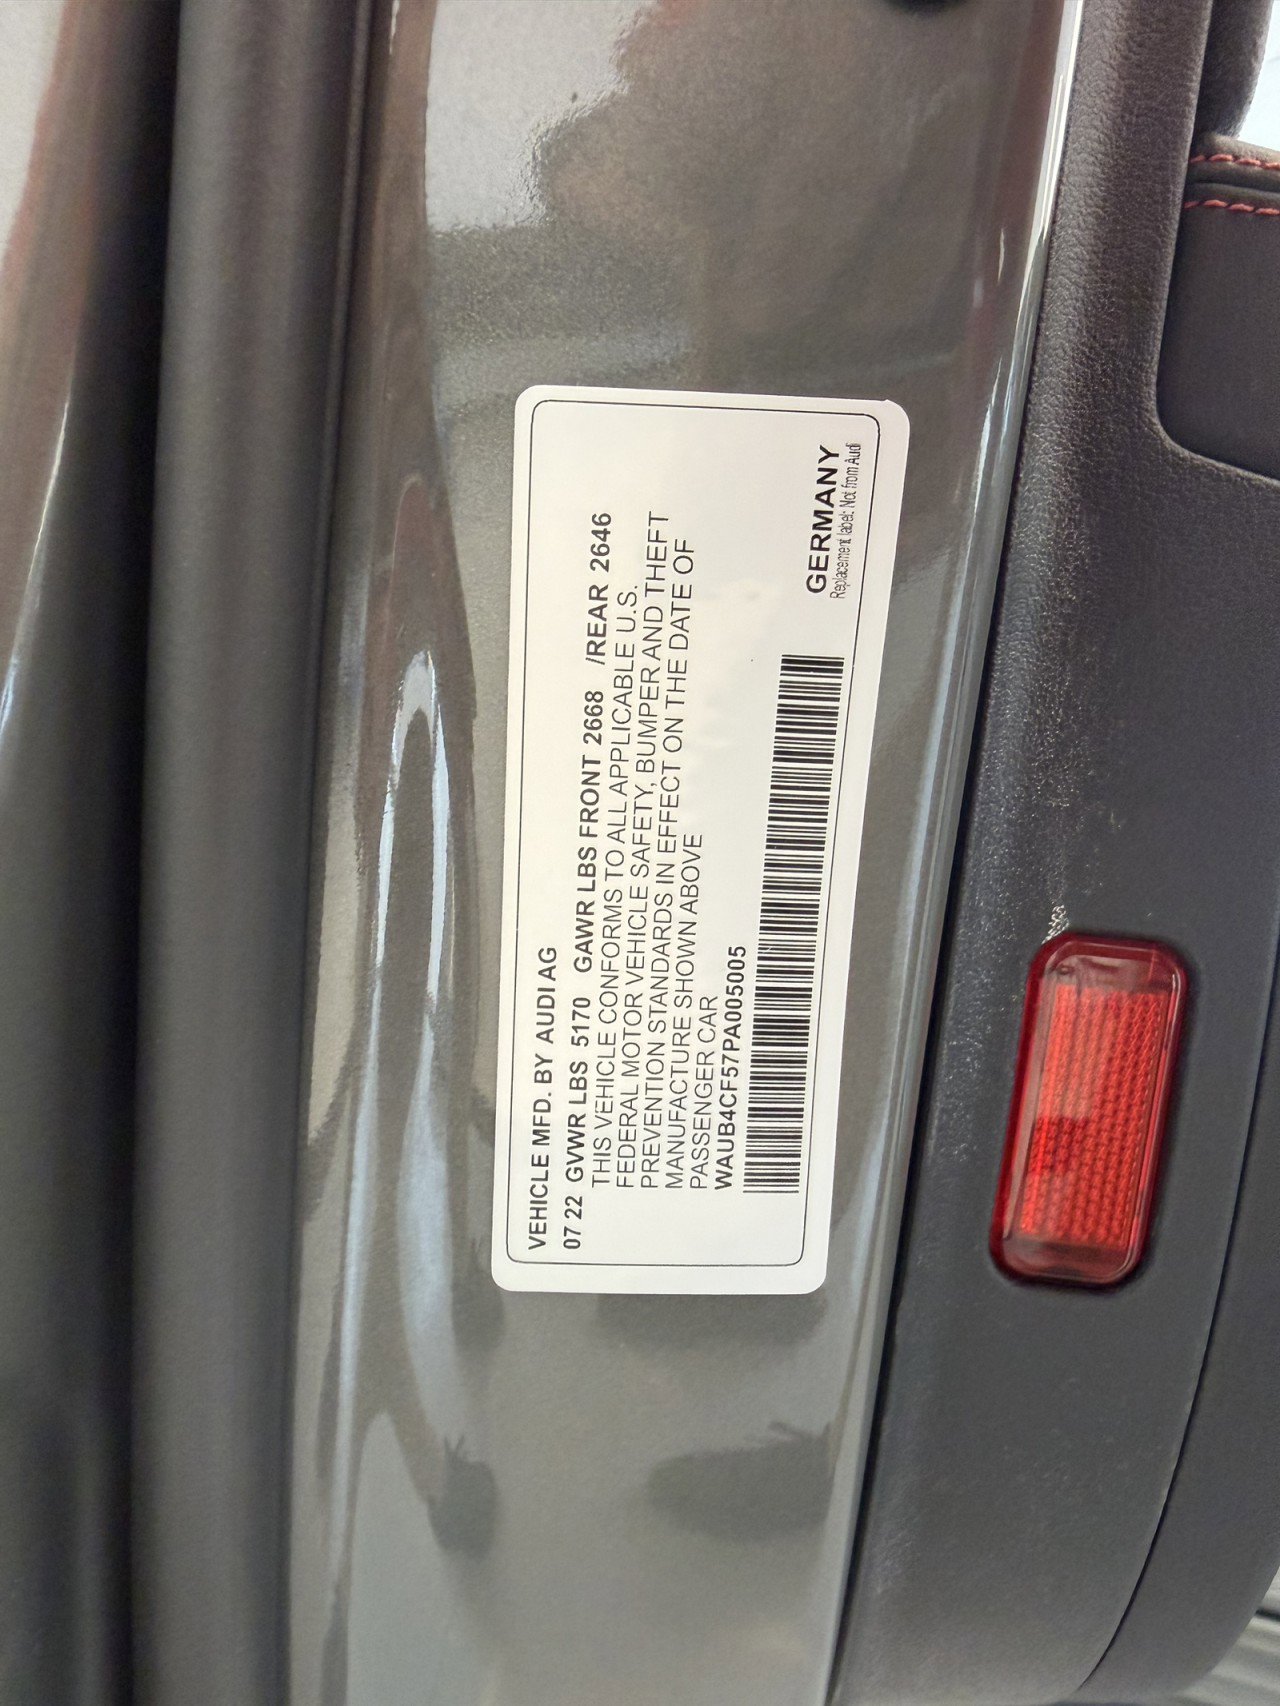 VEHICLE MFD. BY AUDI AG
07 22 GVWR LBS 5170 GAWR LBS FRONT 2668 /REAR 2646
THIS VEHICLE CONFORMS TO ALL APPLICABLE U.S.
FEDERAL MOTOR VEHICLE SAFETY, BUMPER AND THEFT
PREVENTION STANDARDS IN EFFECT ON THE DATE OF
MANUFACTURE SHOWN ABOVE
PASSENGER CAR
WAUB4CF57PA005005
GERMANY
Replacement label: Not from Audi